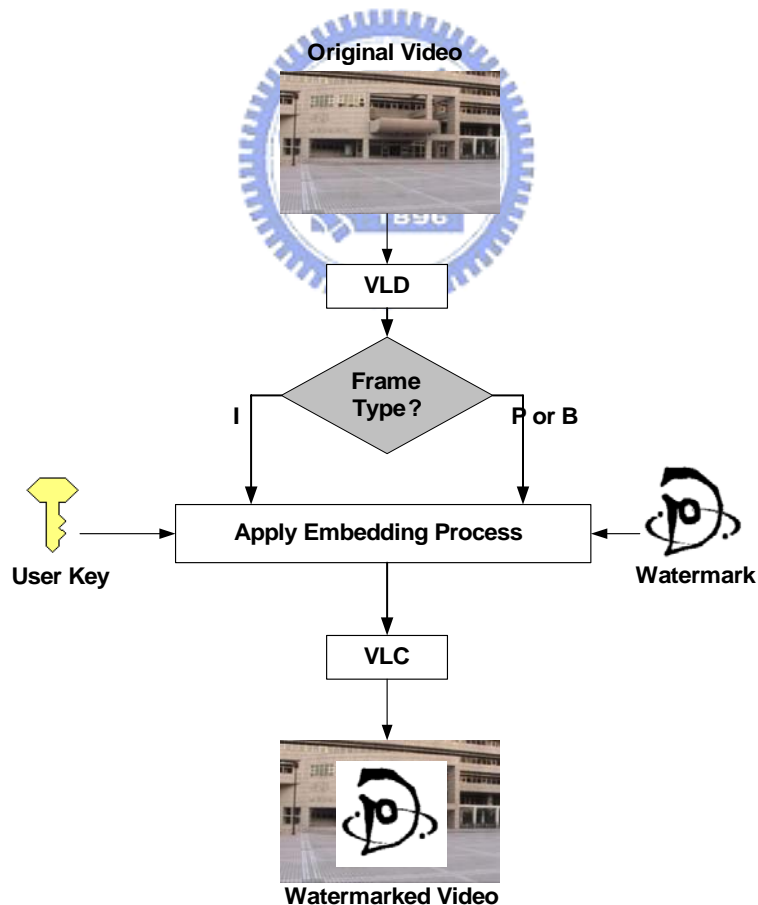 Original Video
1896
VLD
Frame
Type?
I
P or B
Apply Embedding Process
User Key
Watermark
VLC
Watermarked Video